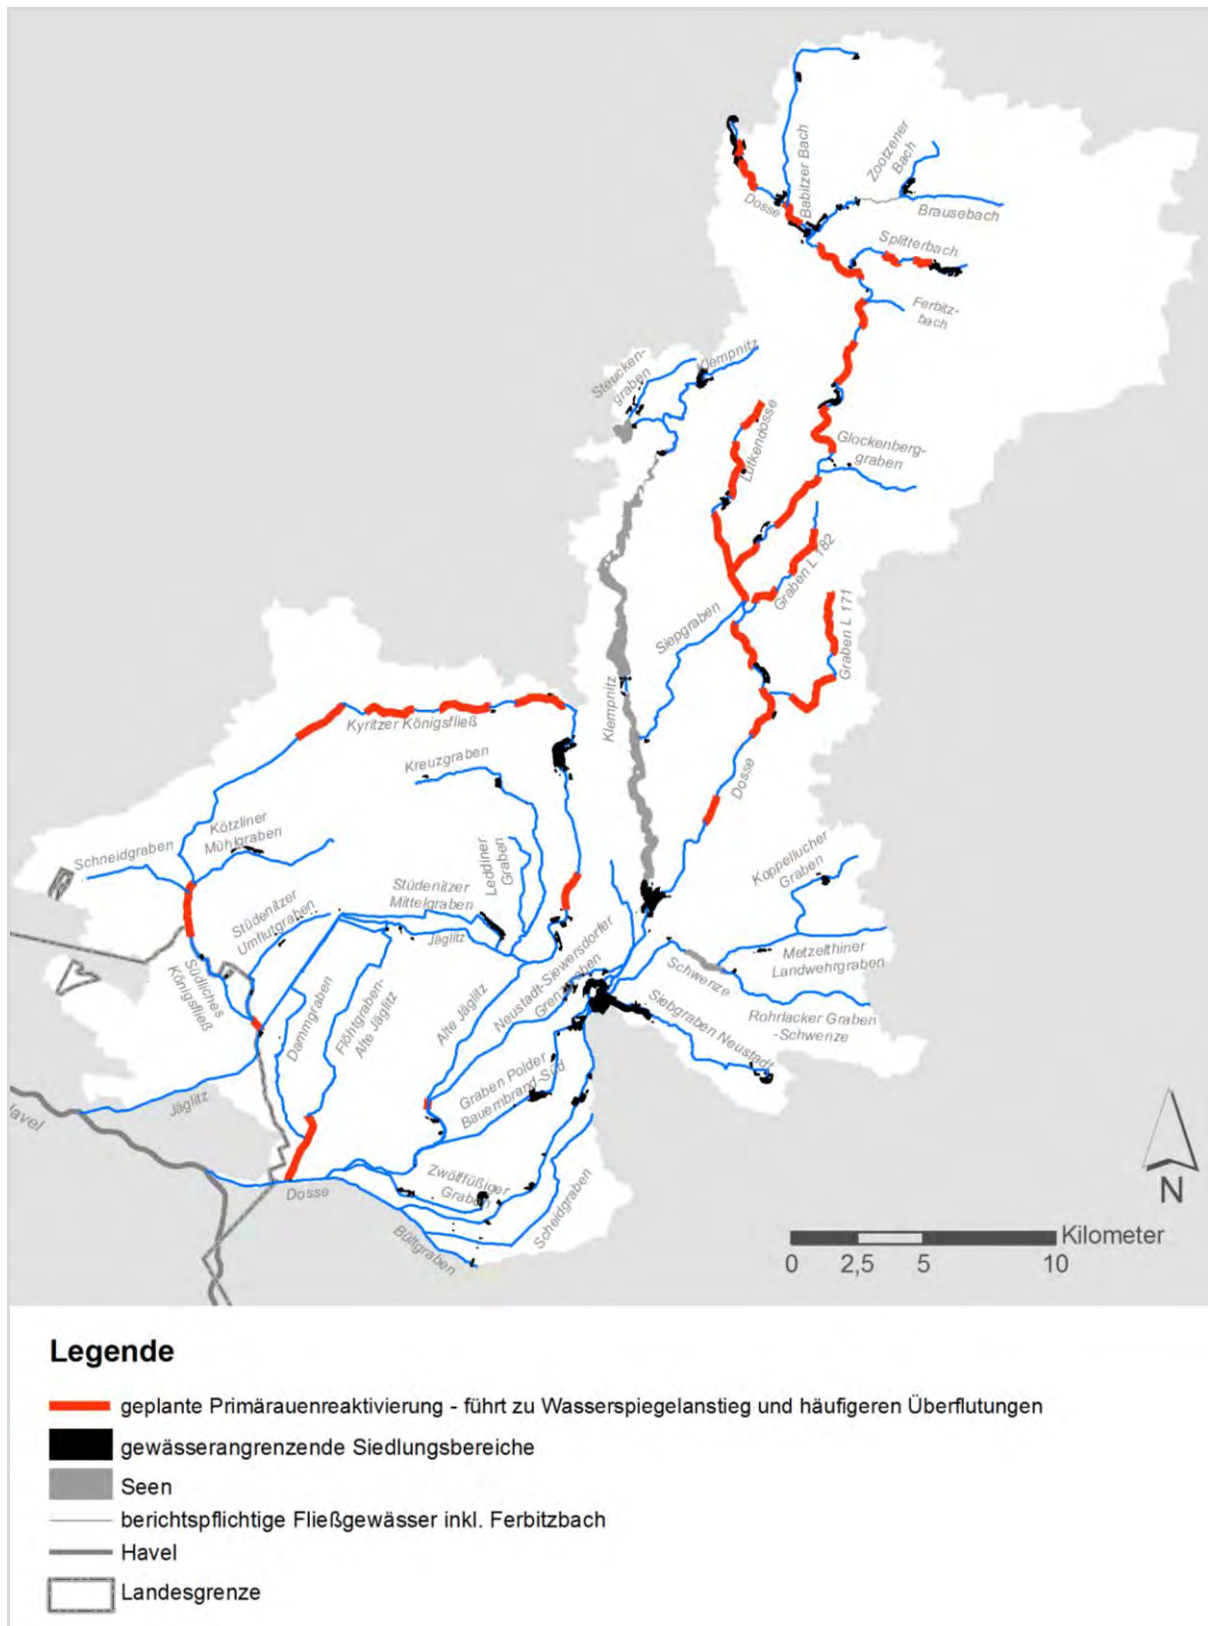 Babitzer Bach
Zootzener
Bach
Dosse
Brausebach
Splitterbach
Ferbitz-
bach
Steucken-
graben
Klempnitz
Lütkendosse
Glockenberg-
graben
Graben L 182
Graben L 171
Siepgraben
Klempnitz
Kyritzer Königsfließ
Kreuzgraben
Dosse
Kötzliner
Mühlgraben
Schneidgraben
Koppellucher
Graben
Leddiner
Graben
Stüdenitzer
Mittelgraben
Stüdenitzer
Umflutgraben
Jäglitz
Metzelthiner
Landwehrgraben
Schwenze
Südliches
Königsfließ
Neustadt-Siewersdorfer
Grenzgraben
Dammgraben
Flöhtgraben-
Alte Jäglitz
Alte Jäglitz
Siebgraben Neustadt
Rohrlacker Graben
-Schwenze
Graben Polder
Bauernbrand-Süd
Jäglitz
Havel
Zwölffüßiger
Graben
Dosse
Scheidgraben
Bültgraben
N
Kilometer
0 2,5 5 10
Legende
geplante Primärauenreaktivierung - führt zu Wasserspiegelanstieg und häufigeren Überflutungen
gewässerangrenzende Siedlungsbereiche
Seen
berichtspflichtige Fließgewässer inkl. Ferbitzbach
Havel
Landesgrenze